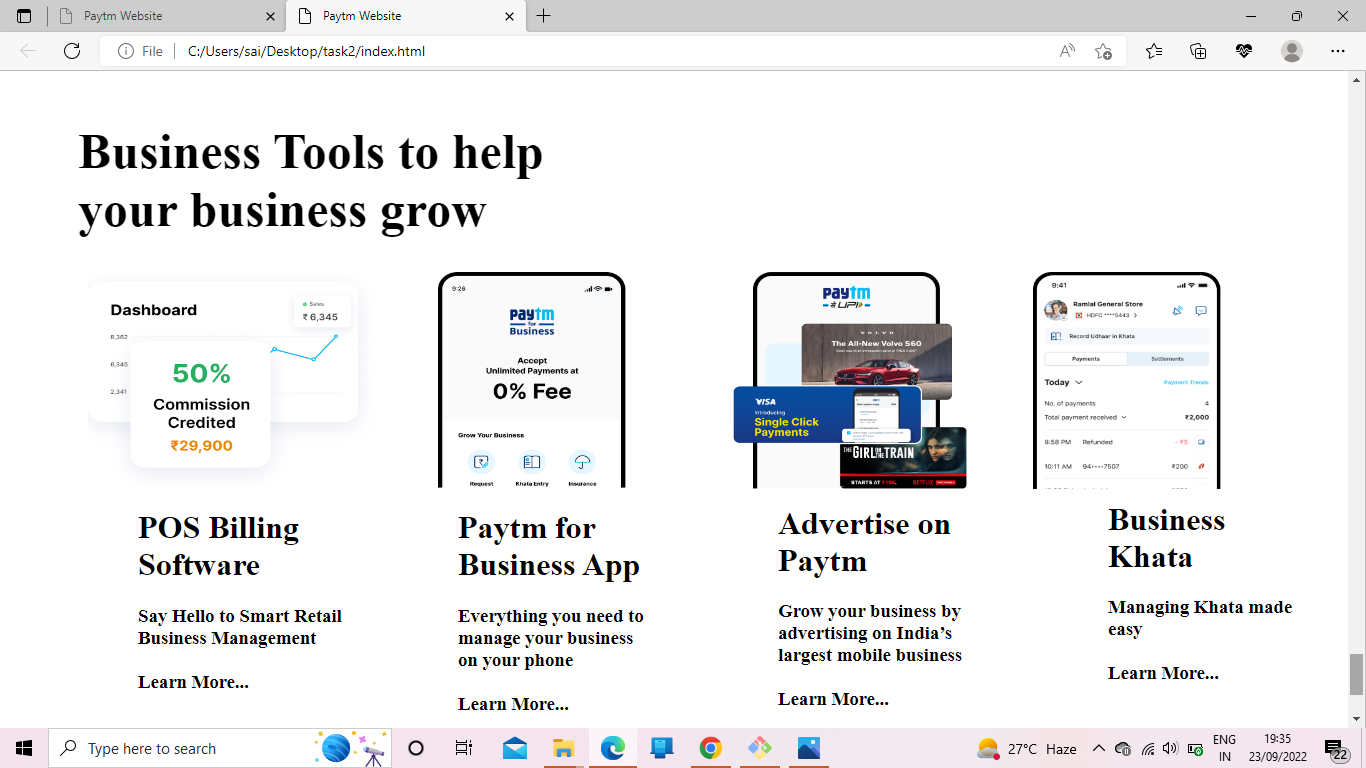 Paytm Website
Paytm Website
File
C:/Users/sai/Desktop/task2/index.html
Business Tools to help
your business grow
Dashboard
Sales
₹ 6,345
8,362
6,345
2,341
50%
Commission
Credited
₹29,900
POS Billing
Software
Say Hello to Smart Retail
Business Management
Learn More...
9:26
paytm
for
Business
Accept
Unlimited Payments at
0% Fee
Grow Your Business
Request
Khata Entry
Insurance
Paytm for
Business App
Everything you need to
manage your business
on your phone
Learn More...
paytm
UPI
VOLVO
The All-New Volvo S60
VISA
Introducing
Single Click
Payments
THE GIRL ON THE TRAIN
STARTS AT ₹199.
NETFLIX
Advertise on
Paytm
Grow your business by
advertising on India’s
largest mobile business
Learn More...
9:41
Ramlal General Store
HDFC ****5443
Record Udhaar in Khata
Payments
Settlements
Today
Payment Trends
No. of payments
4
Total payment received
₹2,000
9:58 PM
Refunded
- ₹5
10:11 AM
94••••7507
₹200
Business
Khata
Managing Khata made
easy
Learn More...
Type here to search
27°C Haze
ENG
IN
19:35
23/09/2022
22